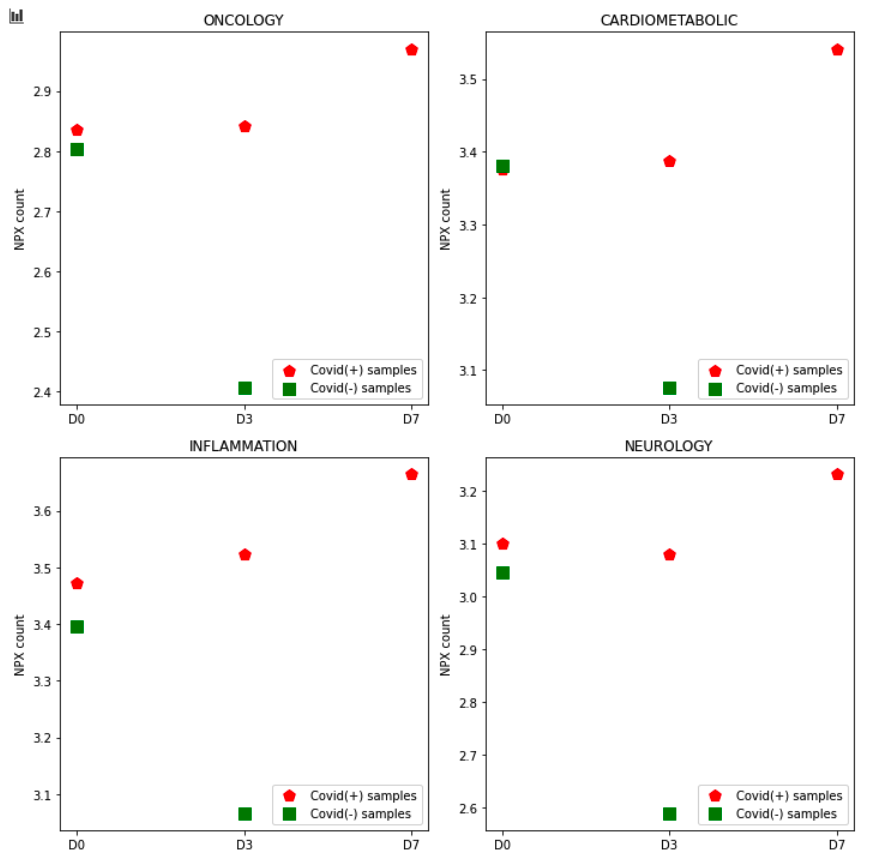 ONCOLOGY
NPX count
2.9
2.8
2.7
2.6
2.5
2.4
D0 D3 D7
Covid(+) samples
Covid(-) samples
CARDIOMETABOLIC
NPX count
3.5
3.4
3.3
3.2
3.1
D0 D3 D7
Covid(+) samples
Covid(-) samples
INFLAMMATION
NPX count
3.6
3.5
3.4
3.3
3.2
3.1
D0 D3 D7
Covid(+) samples
Covid(-) samples
NEUROLOGY
NPX count
3.2
3.1
3.0
2.9
2.8
2.7
2.6
D0 D3 D7
Covid(+) samples
Covid(-) samples